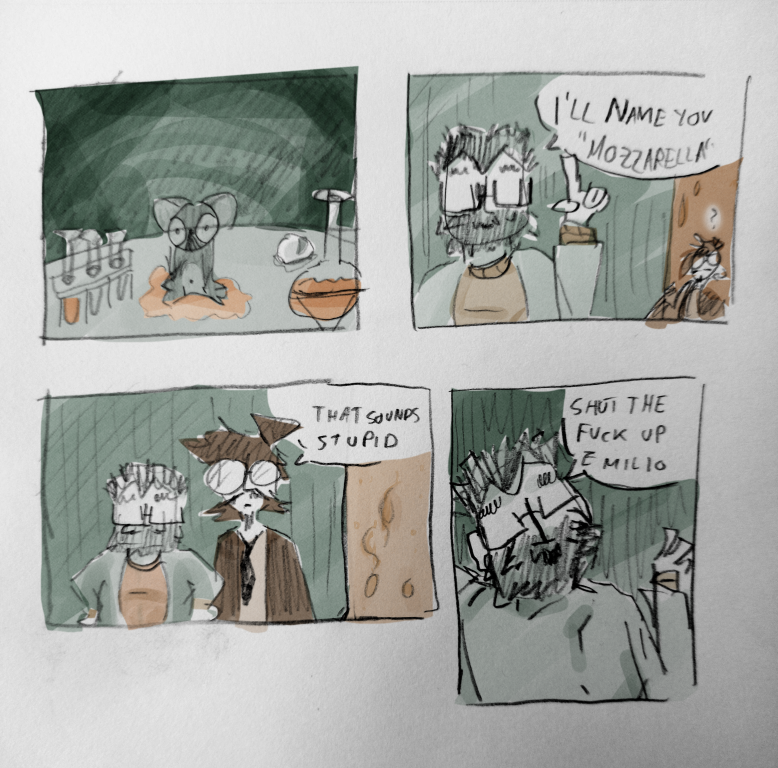 I'LL NAME YOU
"MOZZARELLA"
?
THAT SOUNDS
STUPID
SHUT THE
FUCK UP
EMILIO